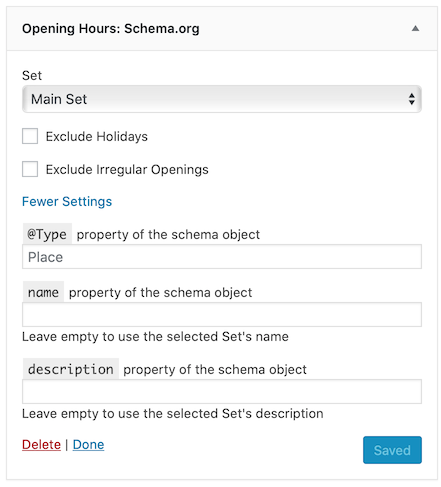 Opening Hours: Schema.org
Set
Main Set
Exclude Holidays
Exclude Irregular Openings
Fewer Settings
@Type property of the schema object
Place
name property of the schema object
Leave empty to use the selected Set's name
description property of the schema object
Leave empty to use the selected Set's description
Delete | Done Saved